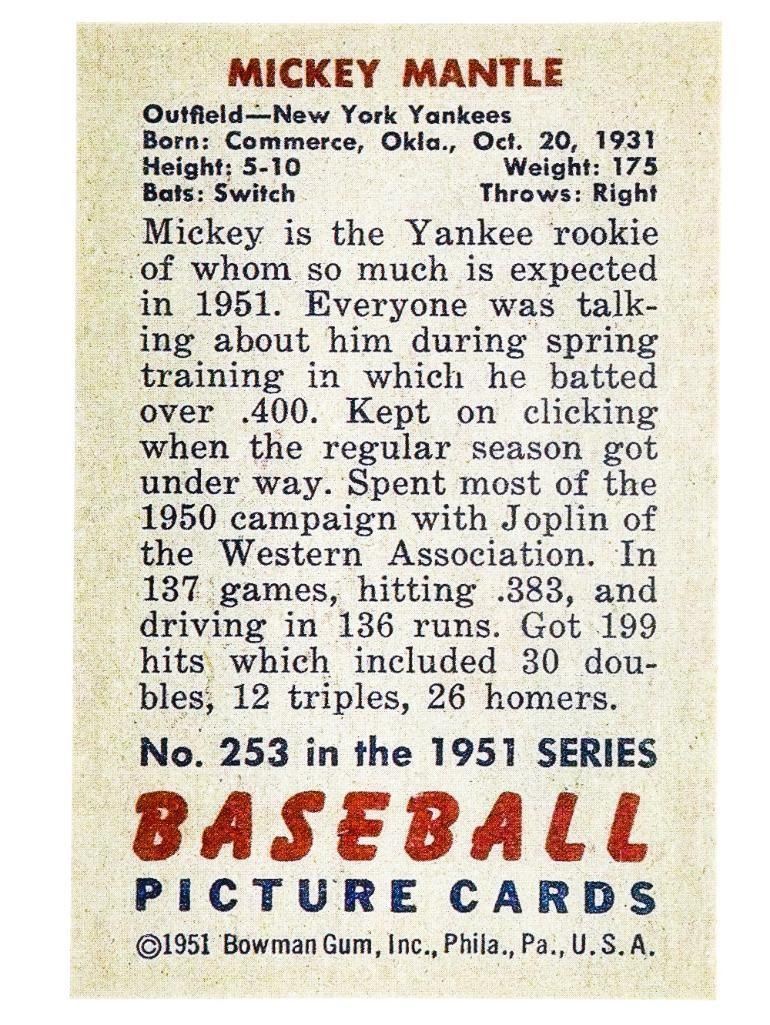 MICKEY MANTLE
Outfield—New York Yankees
Born: Commerce, Okla., Oct. 20, 1931
Height: 5-10 Weight: 175
Bats: Switch Throws: Right
Mickey is the Yankee rookie
of whom so much is expected
in 1951. Everyone was talk-
ing about him during spring
training in which he batted
over .400. Kept on clicking
when the regular season got
under way. Spent most of the
1950 campaign with Joplin of
the Western Association. In
137 games, hitting .383, and
driving in 136 runs. Got 199
hits which included 30 dou-
bles, 12 triples, 26 homers.
No. 253 in the 1951 SERIES
BASEBALL
PICTURE CARDS
©1951 Bowman Gum, Inc., Phila., Pa., U.S.A.